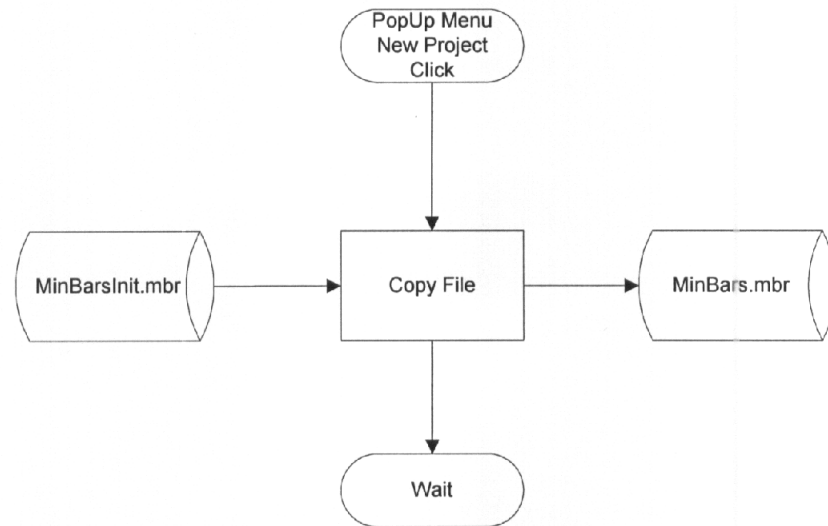 PopUp Menu
New Project
Click
MinBarsInit.mbr
Copy File
MinBars.mbr
Wait